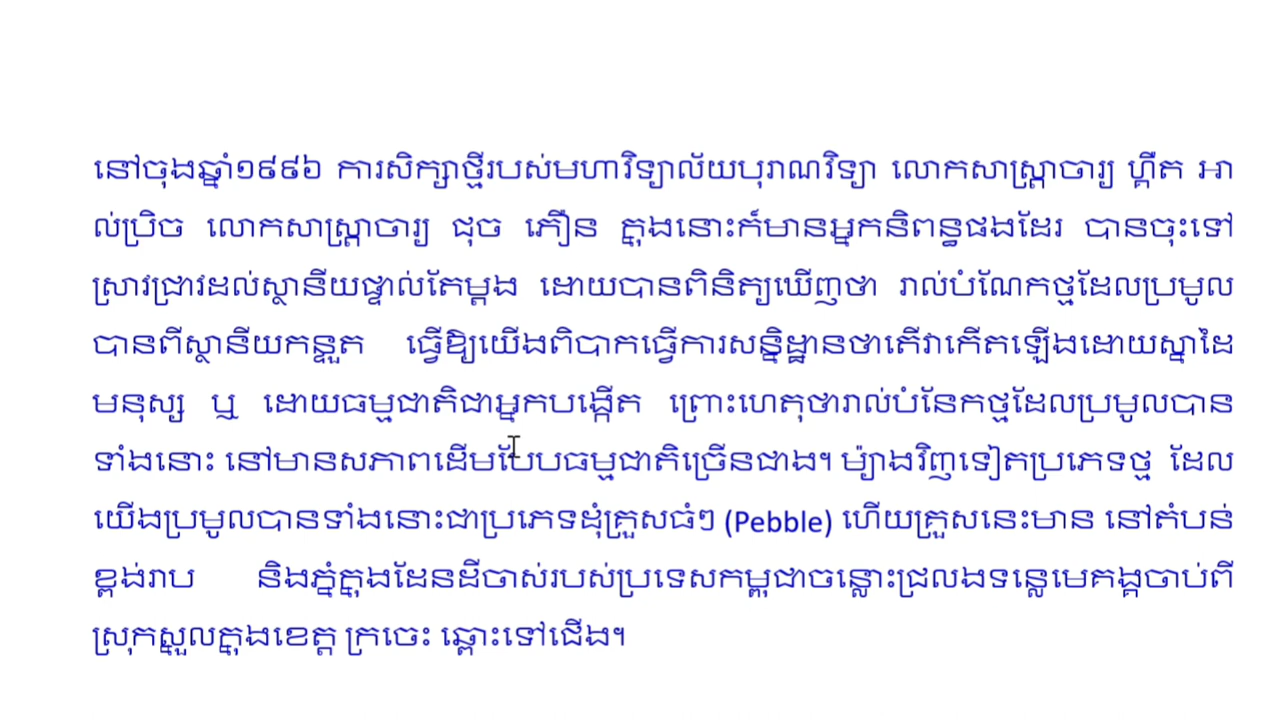 នៅចុងឆ្នាំ១៩៩៦ ការសិក្សាថ្មីរបស់មហាវិទ្យាល័យបុរាណវិទ្យា លោកសាស្ត្រាចារ្យ ហ្គឺត អា
ល់ប្រិច លោកសាស្ត្រាចារ្យ ជុច ភឿន ក្នុងនោះក៏មានអ្នកនិពន្ធផងដែរ បានចុះទៅ
ស្រាវជ្រាវដល់ស្ថានីយផ្ទាល់តែម្តង ដោយបានពិនិត្យឃើញថា រាល់បំណែកថ្មដែលប្រមូល
បានពីស្ថានីយកន្ទួត ធ្វើឱ្យយើងពិបាកធ្វើការសន្និដ្ឋានថាតើវាកើតឡើងដោយស្នាដៃ
មនុស្ស ឬ ដោយធម្មជាតិជាអ្នកបង្កើត ព្រោះហេតុថារាល់បំនែកថ្មដែលប្រមូលបាន
ទាំងនោះ នៅមានសភាពដើមបែបធម្មជាតិច្រើនជាង។ ម៉្យាងវិញទៀតប្រភេទថ្ម ដែល
យើងប្រមូលបានទាំងនោះជាប្រភេទដុំគ្រួសធំៗ (Pebble) ហើយគ្រួសនេះមាន នៅតំបន់
ខ្ពង់រាប និងភ្នំក្នុងដែនដីចាស់របស់ប្រទេសកម្ពុជាចន្លោះជ្រលងទន្លេមេគង្គចាប់ពី
ស្រុកស្នួលក្នុងខេត្ត ក្រចេះ ឆ្ពោះទៅជើង។